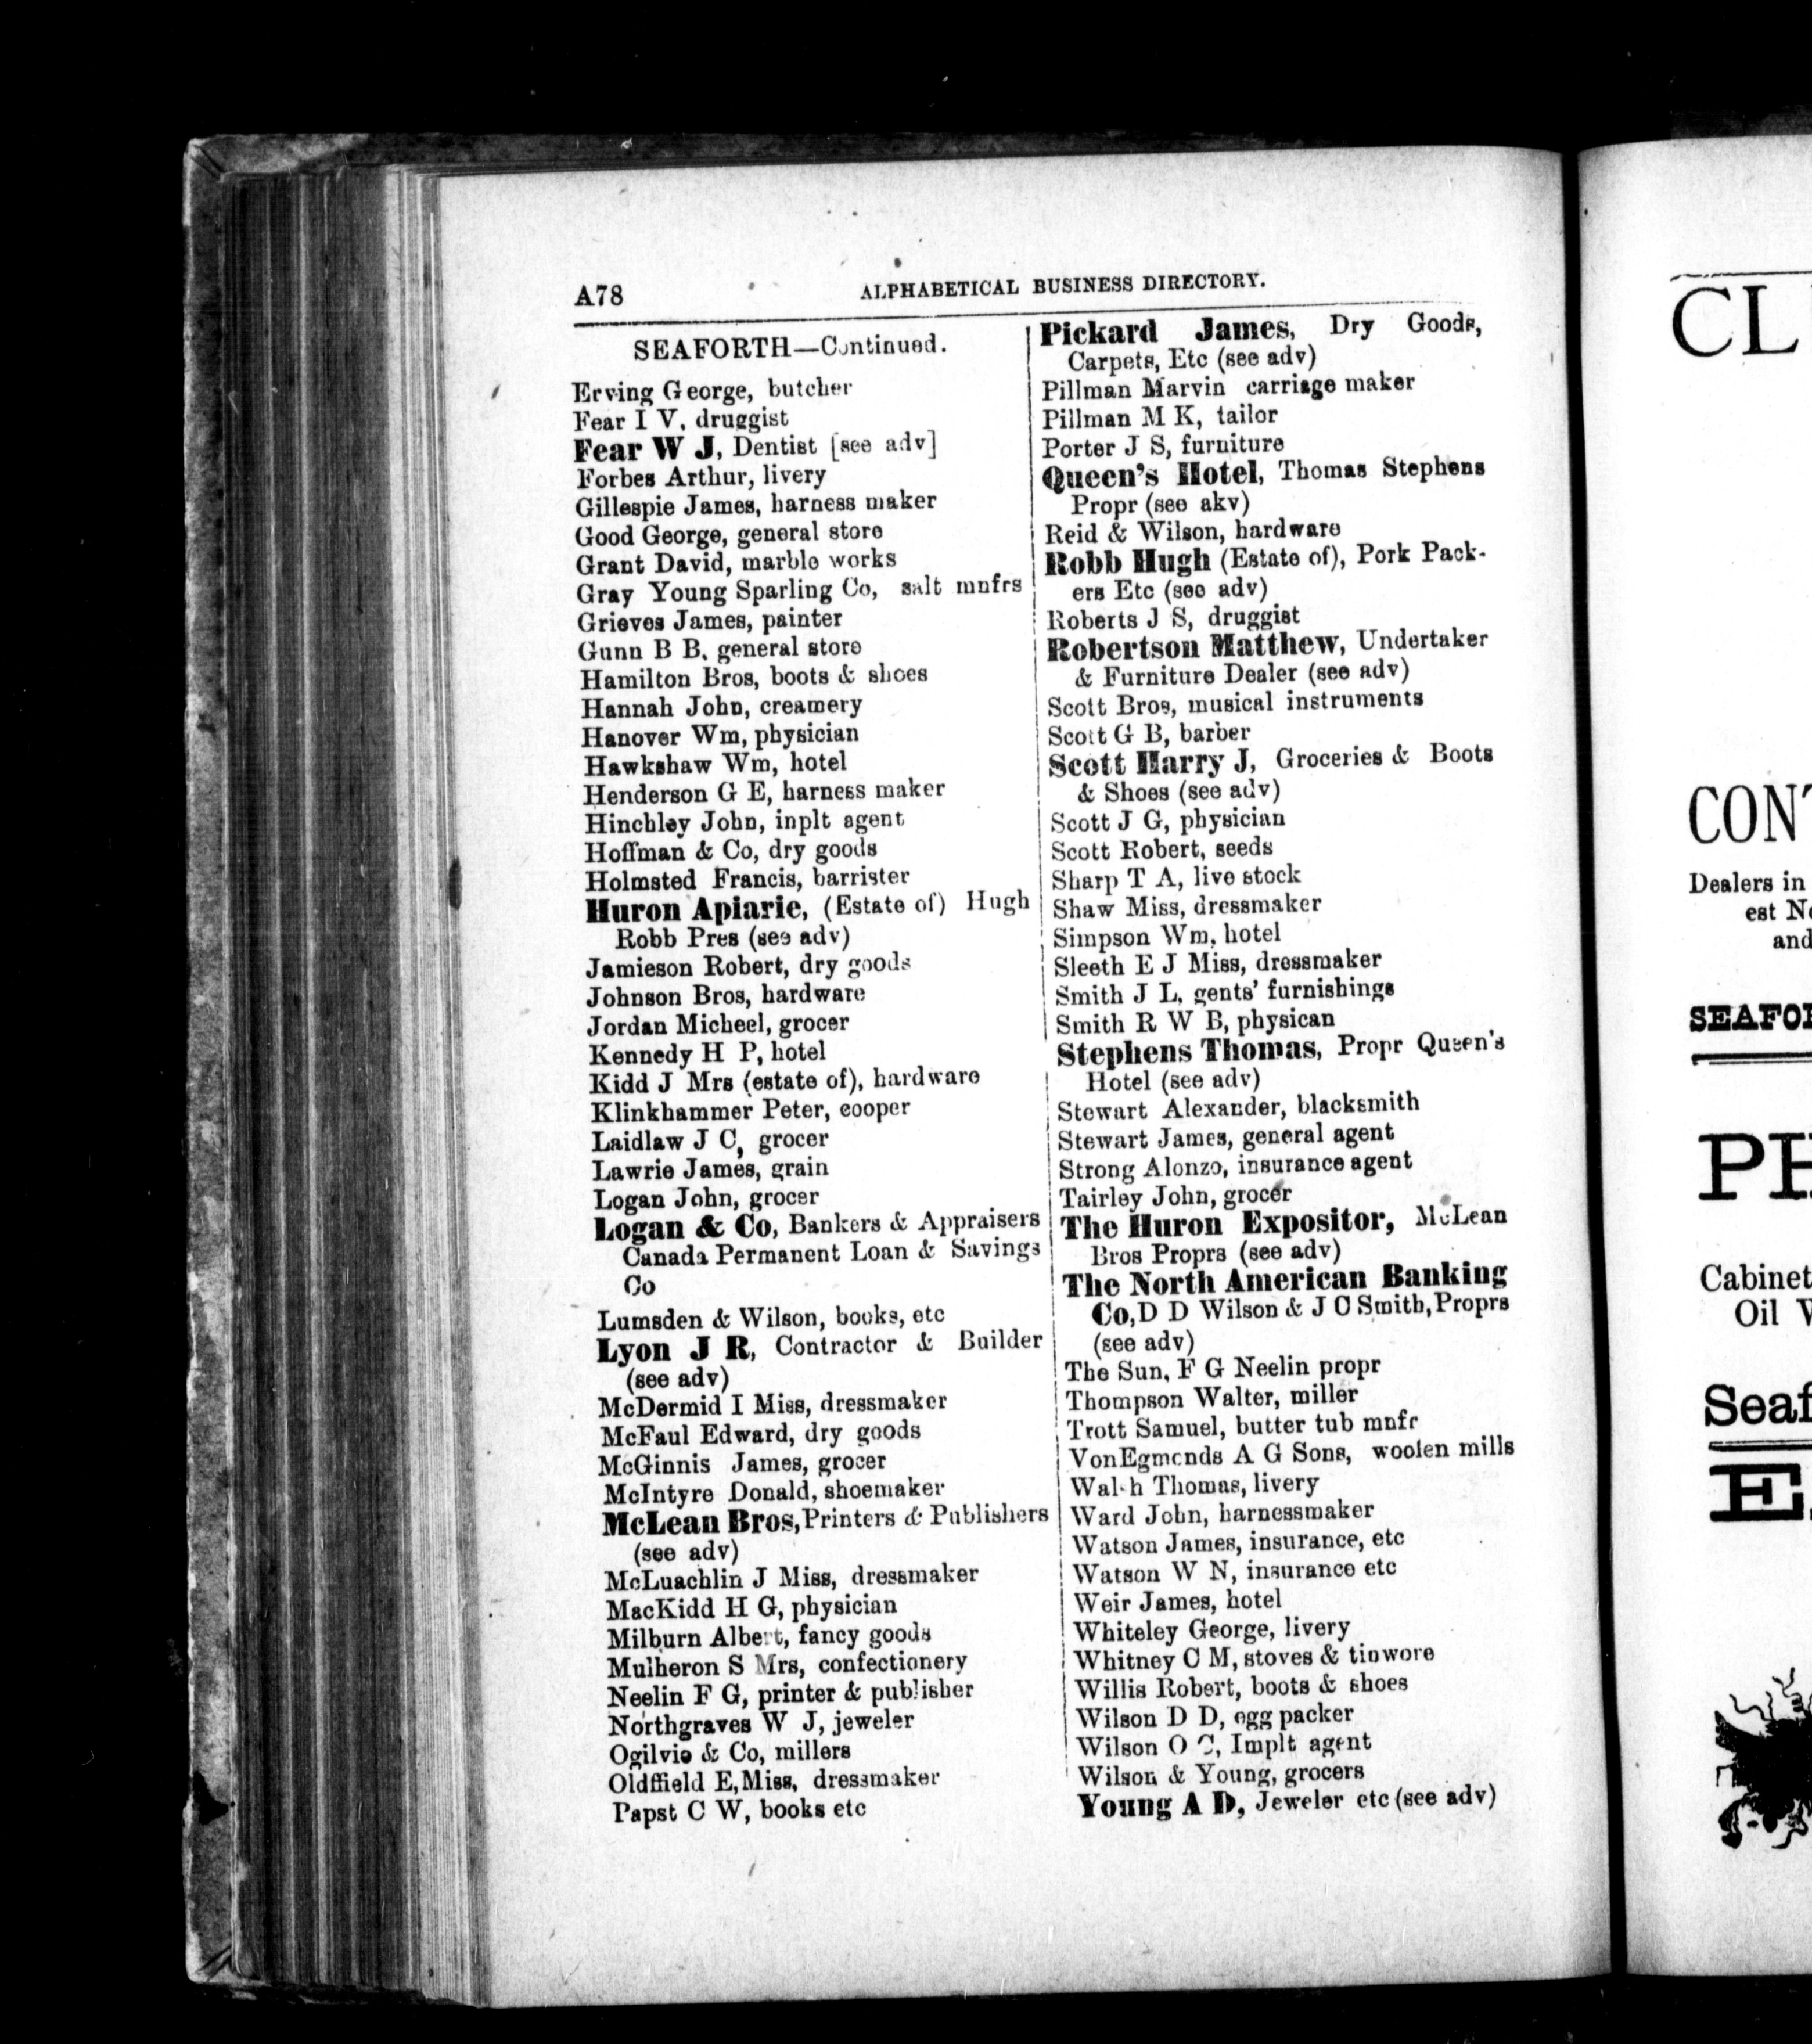 A78
ALPHABETICAL BUSINESS DIRECTORY.
SEAFORTH—Continued.
Erving George, butcher
Fear I V, druggist
Fear W J, Dentist [see adv]
Forbes Arthur, livery
Gillespie James, harness maker
Good George, general store
Grant David, marble works
Gray Young Sparling Co, salt mnfrs
Grieves James, painter
Gunn B B, general store
Hamilton Bros, boots & shoes
Hannah John, creamery
Hanover Wm, physician
Hawkshaw Wm, hotel
Henderson G E, harness maker
Hinchley John, inplt agent
Hoffman & Co, dry goods
Holmsted Francis, barrister
Huron Apiarie, (Estate of) Hugh
Robb Pres (see adv)
Jamieson Robert, dry goods
Johnson Bros, hardware
Jordan Micheel, grocer
Kennedy H P, hotel
Kidd J Mrs (estate of), hardware
Klinkhammer Peter, cooper
Laidlaw J C, grocer
Lawrie James, grain
Logan John, grocer
Logan & Co, Bankers & Appraisers
Canada Permanent Loan & Savings
Co
Lumsden & Wilson, books, etc
Lyon J R, Contractor & Builder
(see adv)
McDermid I Miss, dressmaker
McFaul Edward, dry goods
McGinnis James, grocer
McIntyre Donald, shoemaker
McLean Bros, Printers & Publishers
(see adv)
McLuachlin J Miss, dressmaker
MacKidd H G, physician
Milburn Albert, fancy goods
Mulheron S Mrs, confectionery
Neelin F G, printer & publisher
Northgraves W J, jeweler
Ogilvie & Co, millers
Oldffield E, Miss, dressmaker
Papst C W, books etc
Pickard James, Dry Goods,
Carpets, Etc (see adv)
Pillman Marvin carriage maker
Pillman M K, tailor
Porter J S, furniture
Queen's Hotel, Thomas Stephens
Propr (see akv)
Reid & Wilson, hardware
Robb Hugh (Estate of), Pork Pack-
ers Etc (see adv)
Roberts J S, druggist
Robertson Matthew, Undertaker
& Furniture Dealer (see adv)
Scott Bros, musical instruments
Scott G B, barber
Scott Harry J, Groceries & Boots
& Shoes (see adv)
Scott J G, physician
Scott Robert, seeds
Sharp T A, live stock
Shaw Miss, dressmaker
Simpson Wm, hotel
Sleeth E J Miss, dressmaker
Smith J L, gents' furnishings
Smith R W B, physican
Stephens Thomas, Propr Queen's
Hotel (see adv)
Stewart Alexander, blacksmith
Stewart James, general agent
Strong Alonzo, insurance agent
Tairley John, grocer
The Huron Expositor, McLean
Bros Proprs (see adv)
The North American Banking
Co, D D Wilson & J C Smith, Proprs
(see adv)
The Sun, F G Neelin propr
Thompson Walter, miller
Trott Samuel, butter tub mnfr
VonEgmonds A G Sons, woolen mills
Walsh Thomas, livery
Ward John, harnessmaker
Watson James, insurance, etc
Watson W N, insurance etc
Weir James, hotel
Whiteley George, livery
Whitney C M, stoves & tinwore
Willis Robert, boots & shoes
Wilson D D, egg packer
Wilson O C, Implt agent
Wilson & Young, grocers
Young A D, Jeweler etc (see adv)
CL
CONT
Dealers in
est
and
SEAFOR
PH
Cabinet
Oil
Seaf
E